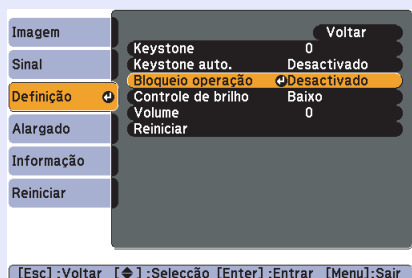 Imagem
Sinal
Definição
Alargado
Informação
Reiniciar
Voltar
Keystone 0
Keystone auto. Desactivado
Bloqueio operação Desactivado
Controle de brilho Baixo
Volume 0
Reiniciar
[Esc] :Voltar [◆] :Selecção [Enter] :Entrar [Menu]:Sair